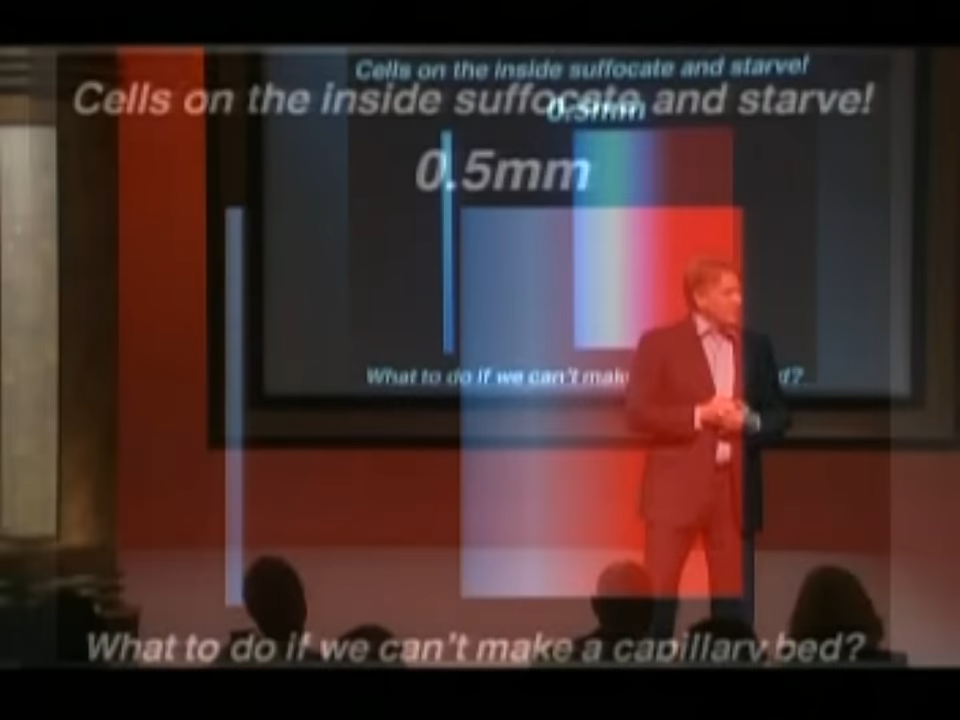 Cells on the inside suffocate and starve!
Cells on the inside suffocate and starve!
0.5mm
0.5mm
What to do if we can't mak d?
What to do if we can't make a capillary bed?